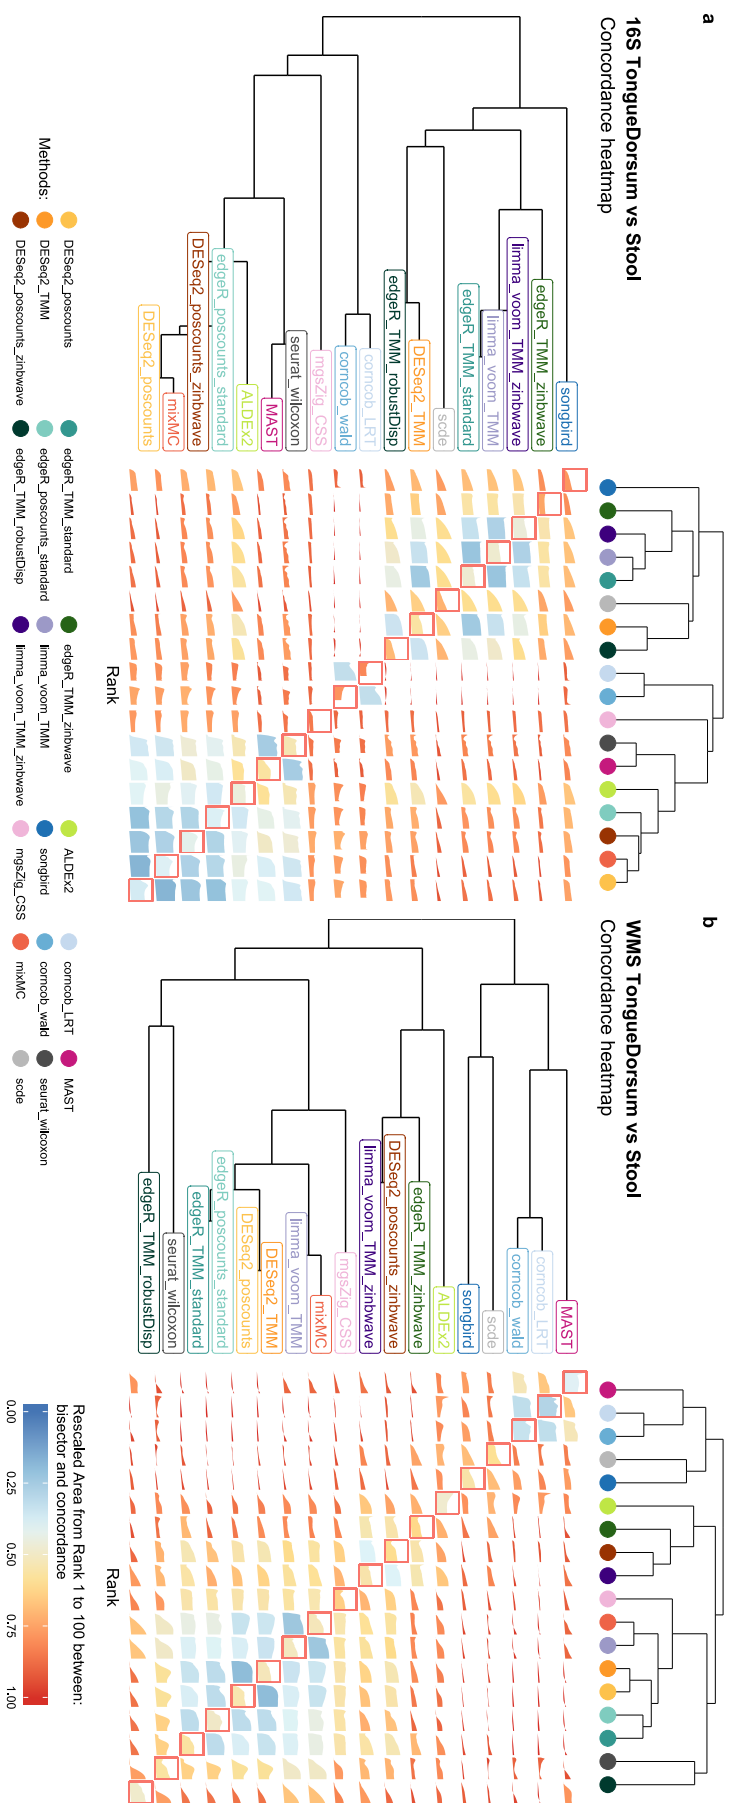 a
16S TongueDorsum vs Stool
Concordance heatmap
songbird
edgeR_TMM_zinbwave
limma_voom_TMM_zinbwave
limma_voom_TMM
edgeR_TMM_standard
scde
DESeq2_TMM
edgeR_TMM_robustDisp
corncob_LRT
corncob_wald
mgsZig_CSS
seurat_wilcoxon
MAST
ALDEx2
edgeR_poscounts_standard
DESeq2_poscounts_zinbwave
mixMC
DESeq2_poscounts
Rank
b
WMS TongueDorsum vs Stool
Concordance heatmap
MAST
corncob_LRT
corncob_wald
scde
songbird
ALDEx2
edgeR_TMM_zinbwave
DESeq2_poscounts_zinbwave
limma_voom_TMM_zinbwave
mgsZig_CSS
mixMC
limma_voom_TMM
DESeq2_TMM
DESeq2_poscounts
edgeR_poscounts_standard
edgeR_TMM_standard
seurat_wilcoxon
edgeR_TMM_robustDisp
Rank
Methods:
DESeq2_poscounts
DESeq2_TMM
DESeq2_poscounts_zinbwave
edgeR_TMM_standard
edgeR_poscounts_standard
edgeR_TMM_robustDisp
edgeR_TMM_zinbwave
limma_voom_TMM
limma_voom_TMM_zinbwave
ALDEx2
songbird
mgsZig_CSS
corncob_LRT
corncob_wald
mixMC
MAST
seurat_wilcoxon
scde
Rescaled Area from Rank 1 to 100 between:
bisector and concordance
0.00 0.25 0.50 0.75 1.00